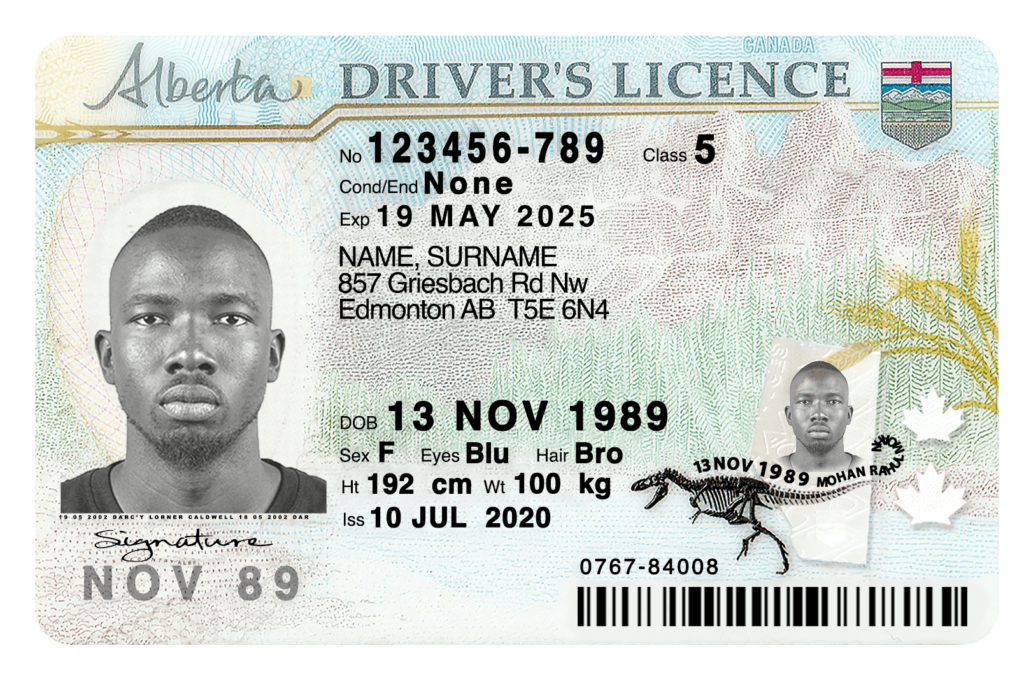 CANADA
Alberta DRIVER'S LICENCE
No 123456-789 Class 5
Cond/End None
Exp 19 MAY 2025
NAME, SURNAME
857 Griesbach Rd Nw
Edmonton AB T5E 6N4
DOB 13 NOV 1989
Sex F Eyes Blu Hair Bro
Ht 192 cm Wt 100 kg
13 NOV 1989 MOHAN RAHUL MOHAN
Iss 10 JUL 2020
19 05 2002 DARC'Y LORNER CALDWELL 19 05 2002 DAR
Signature
NOV 89
0767-84008